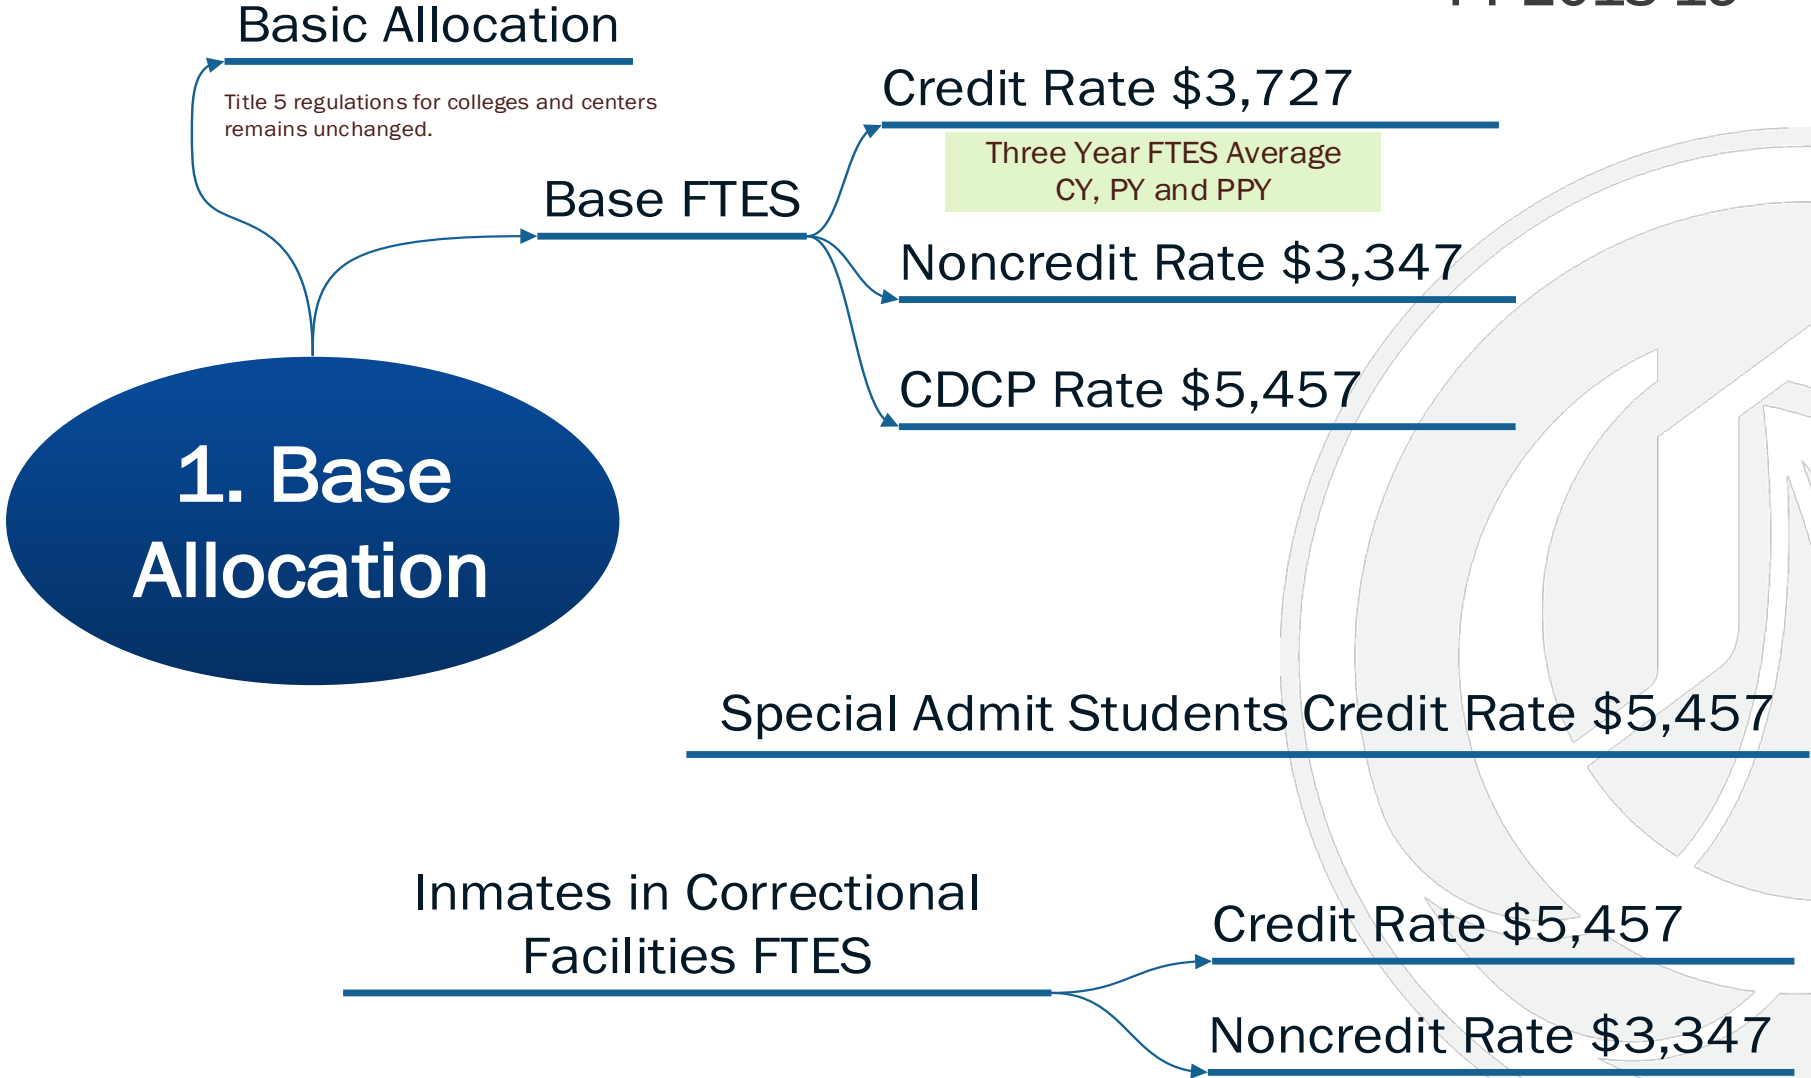 Basic Allocation
Title 5 regulations for colleges and centers
remains unchanged.
Credit Rate $3,727
Three Year FTES Average
CY, PY and PPY
Base FTES
Noncredit Rate $3,347
CDCP Rate $5,457
1. Base
Allocation
Special Admit Students Credit Rate $5,457
Inmates in Correctional
Facilities FTES
Credit Rate $5,457
Noncredit Rate $3,347